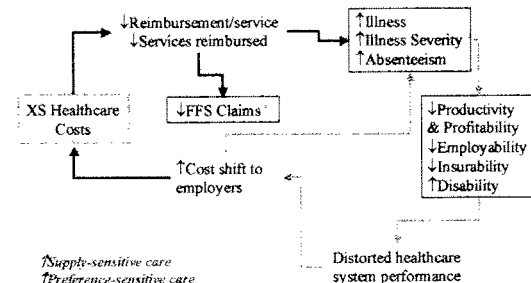 ↓Reimbursement/service
↓Services reimbursed
↑Illness
↑Illness Severity
↑Absenteeism
XS Healthcare
Costs
↓FFS Claims
↓Productivity
& Profitability
↓Employability
↓Insurability
↑Disability
↑Cost shift to
employers
Distorted healthcare
system performance
↑Supply-sensitive care
↑Preference-sensitive care